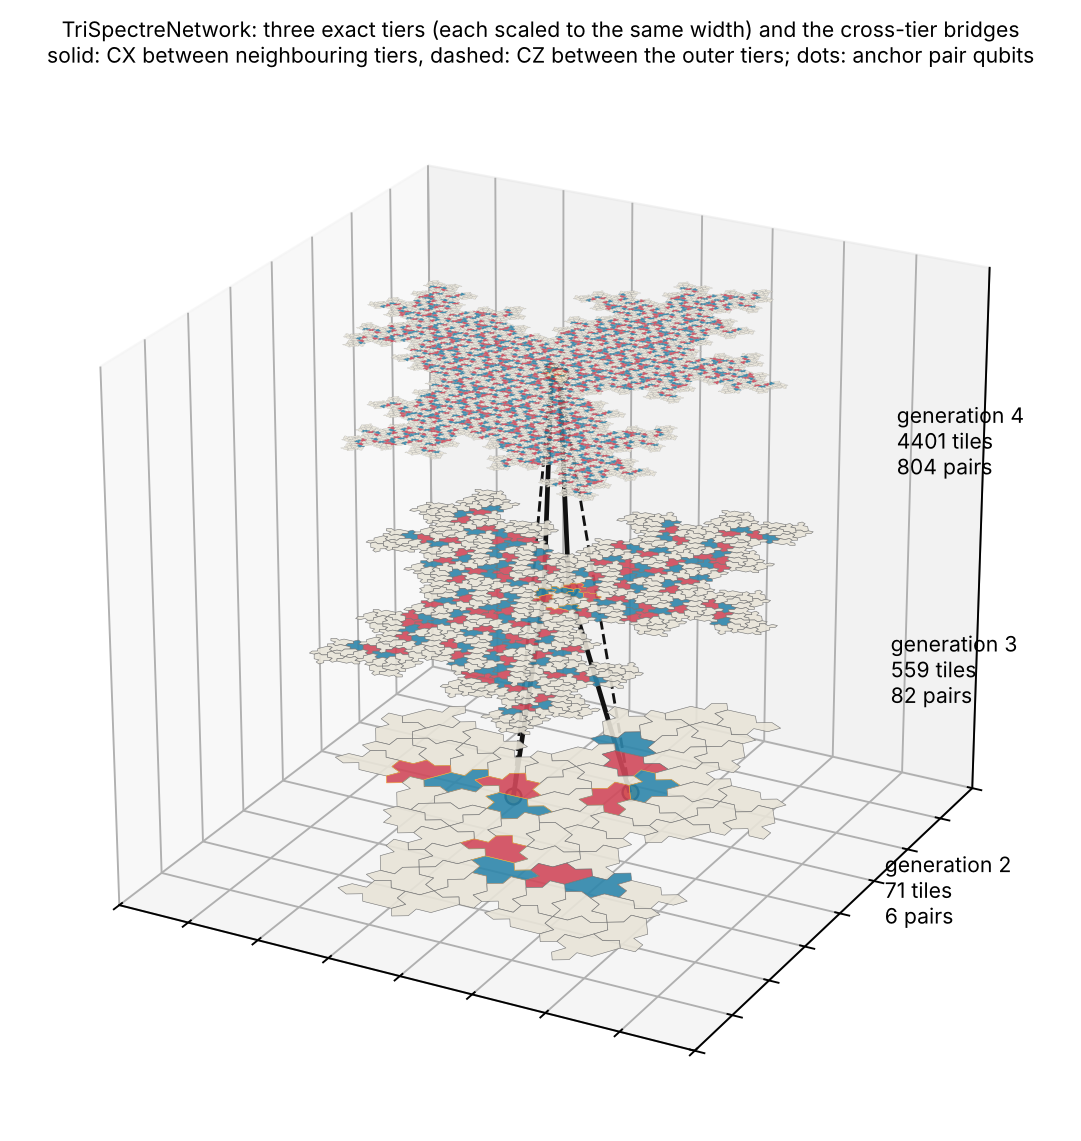 TriSpectreNetwork: three exact tiers (each scaled to the same width) and the cross-tier bridges
solid: CX between neighbouring tiers, dashed: CZ between the outer tiers; dots: anchor pair qubits
generation 4
4401 tiles
804 pairs
generation 3
559 tiles
82 pairs
generation 2
71 tiles
6 pairs